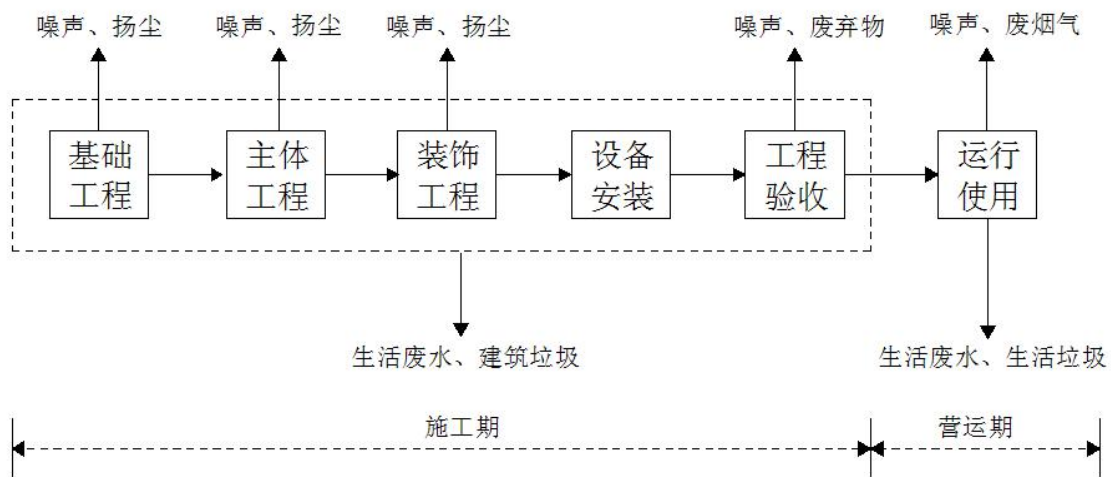 噪声、扬尘
噪声、扬尘
噪声、扬尘
噪声、废弃物
噪声、废烟气
基础
工程
主体
工程
装饰
工程
设备
安装
工程
验收
运行
使用
生活废水、建筑垃圾
生活废水、生活垃圾
施工期
营运期